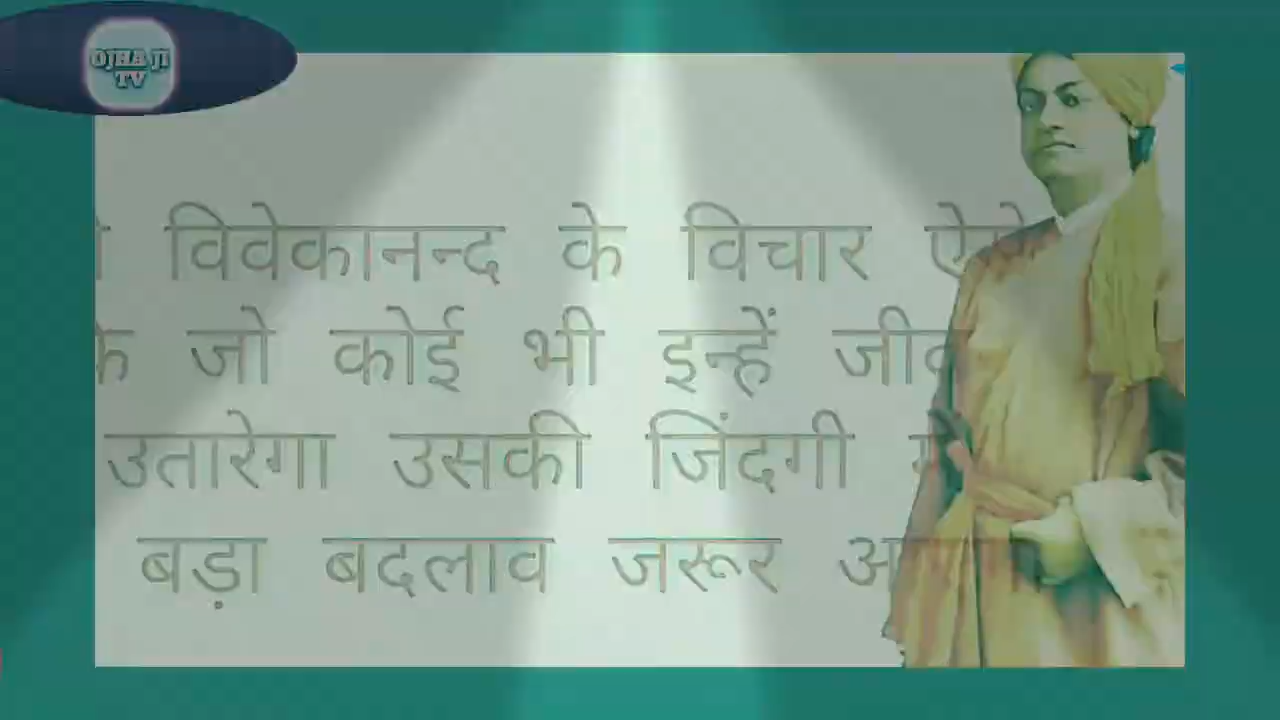 OJHA JI
TV
विवेकानन्द के विचार
जो कोई भी इन्हें
उतारेगा उसकी जिंदगी
बड़ा बदलाव जरूर